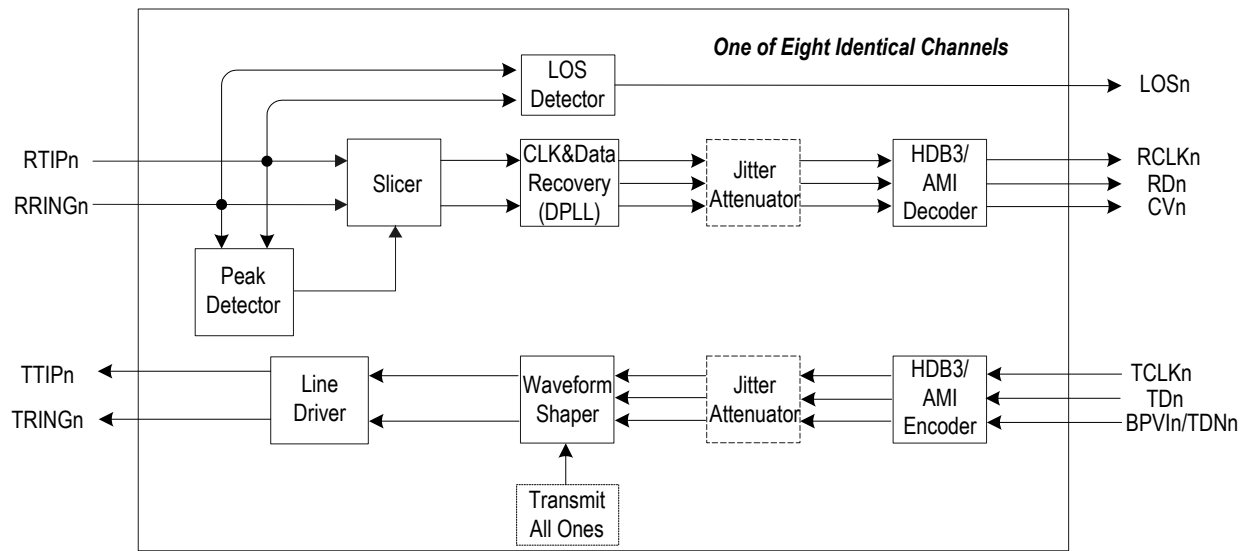 One of Eight Identical Channels
LOS
Detector
LOSn
RTIPn
RRINGn
Slicer
CLK&Data
Recovery
(DPLL)
Jitter
Attenuator
HDB3/
AMI
Decoder
RCLKn
RDn
CVn
Peak
Detector
TTIPn
TRINGn
Line
Driver
Waveform
Shaper
Jitter
Attenuator
HDB3/
AMI
Encoder
TCLKn
TDn
BPVIn/TDNn
Transmit
All Ones